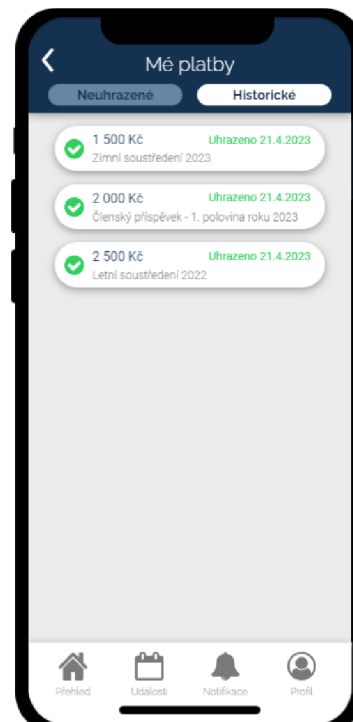 Mé platby
Neuhrazené Historické
1 500 Kč Uhrazeno 21.4.2023
Zimní soustředení 2023
2 000 Kč Uhrazeno 21.4.2023
Členský příspěvek - 1. polovina roku 2023
2 500 Kč Uhrazeno 21.4.2023
Letní soustředení 2022
Přehled Události Notifikace Profil